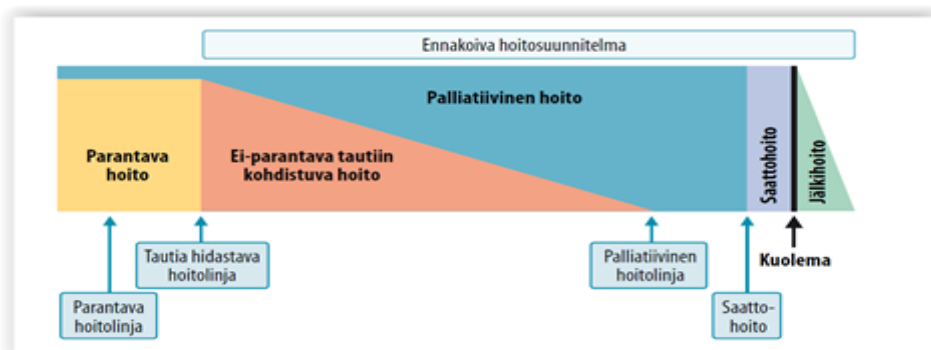 Ennakoiva hoitosuunnitelma
Palliatiivinen hoito
Parantava
hoito
Ei-parantava tautiin
kohdistuva hoito
Saattohoito
Jälkihoito
Tautia hidastava
hoitolinja
Palliatiivinen
hoitolinja
Kuolema
Parantava
hoitolinja
Saatto-
hoito